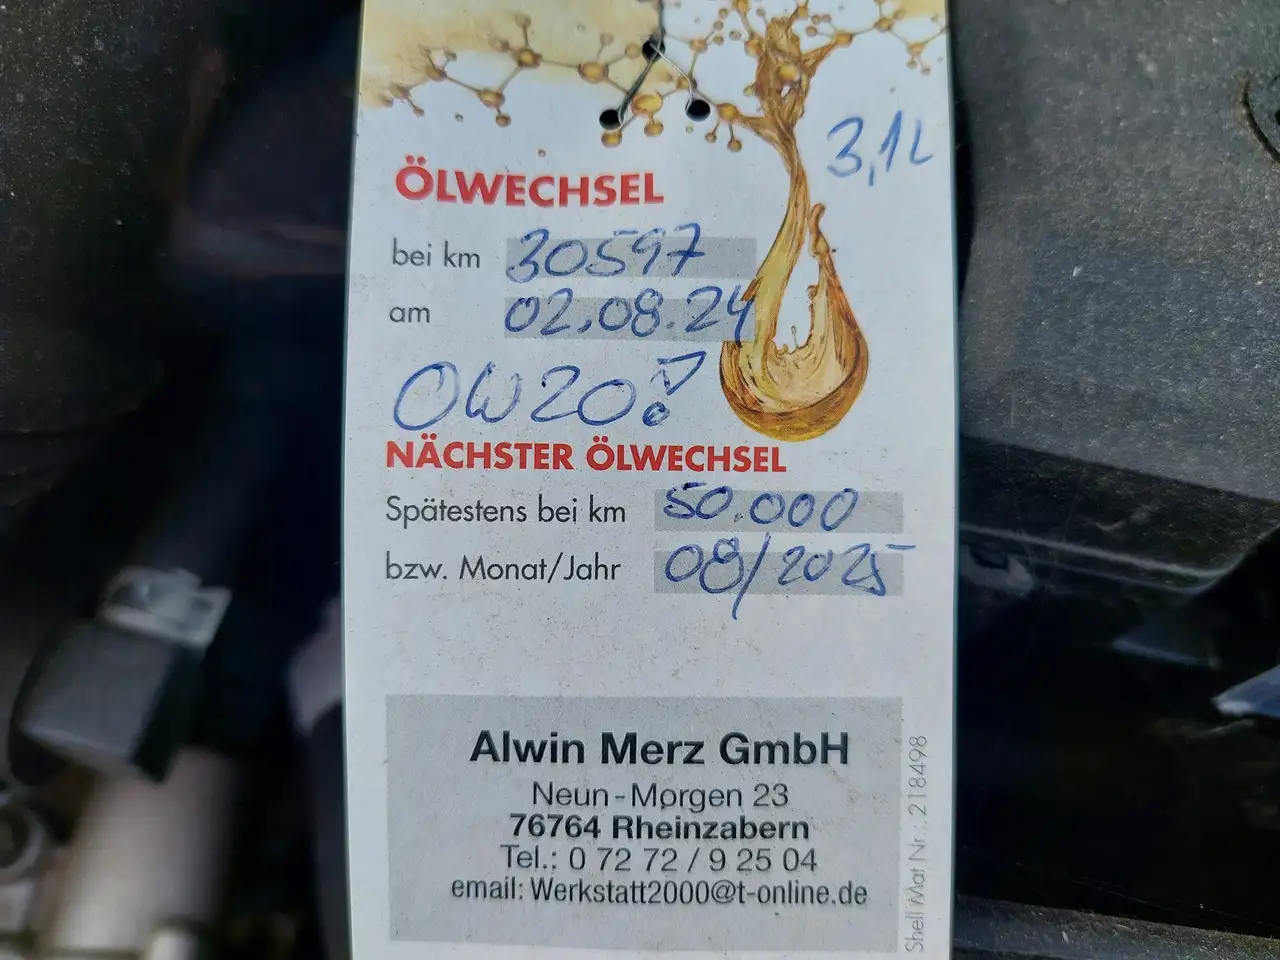 3,1L
ÖLWECHSEL
bei km 30597
am 02.08.24
0W20!
NÄCHSTER ÖLWECHSEL
Spätestens bei km 50.000
bzw. Monat/Jahr 08/2025
Alwin Merz GmbH
Neun-Morgen 23
76764 Rheinzabern
Tel.: 0 72 72 / 9 25 04
email: Werkstatt2000@t-online.de
Shell Mat Nr.: 218498